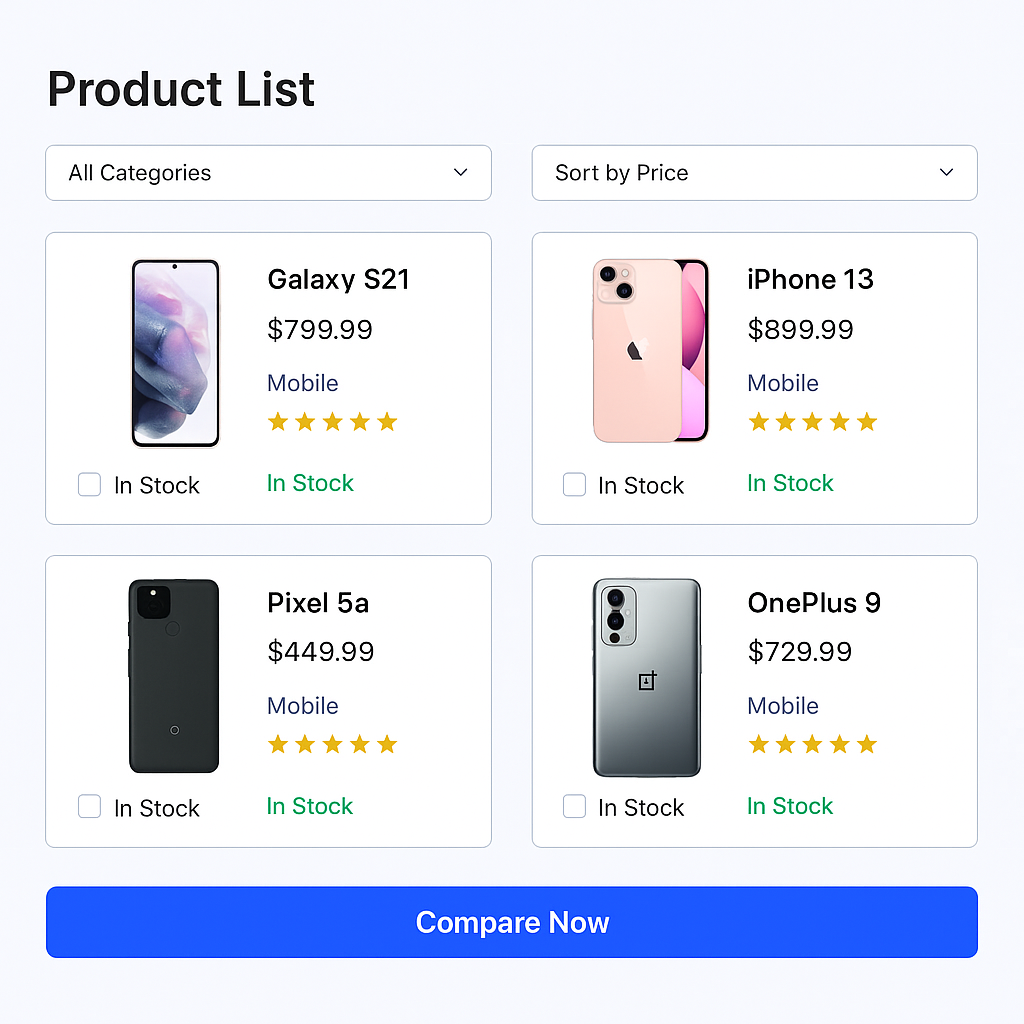 Product List
All Categories
Sort by Price
Galaxy S21
$799.99
Mobile
In Stock
In Stock
iPhone 13
$899.99
Mobile
In Stock
In Stock
Pixel 5a
$449.99
Mobile
In Stock
In Stock
OnePlus 9
$729.99
Mobile
In Stock
In Stock
Compare Now